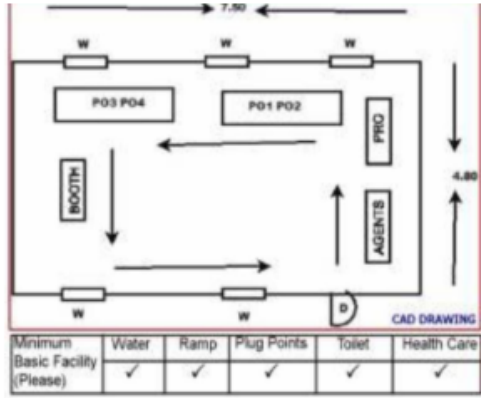 7.50
W W W
PO3 PO4 PO1 PO2
PRO
BOOTH
AGENTS
4.80
W W D
CAD DRAWING
Minimum Basic Facility (Please) Water Ramp Plug Points Toilet Health Care
✓ ✓ ✓ ✓ ✓